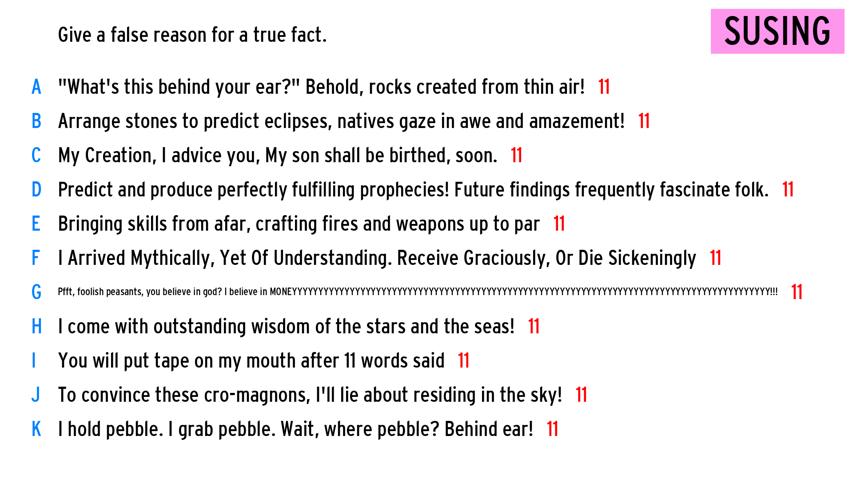 Give a false reason for a true fact.
SUSING
A "What's this behind your ear?" Behold, rocks created from thin air! 11
B Arrange stones to predict eclipses, natives gaze in awe and amazement! 11
C My Creation, I advice you, My son shall be birthed, soon. 11
D Predict and produce perfectly fulfilling prophecies! Future findings frequently fascinate folk. 11
E Bringing skills from afar, crafting fires and weapons up to par 11
F I Arrived Mythically, Yet Of Understanding. Receive Graciously, Or Die Sickeningly 11
G Pfft, foolish peasants, you believe in god? I believe in MONEYYYYYYYYYYYYYYYYYYYYYYYYYYYYYYYYYYYYYYYYYYYYYYYYYYYYYYYYYYYYYYYYYYYYYYYYYYYYYYYYYYYYYYYYYYYYYYYYYYY!!! 11
H I come with outstanding wisdom of the stars and the seas! 11
I You will put tape on my mouth after 11 words said 11
J To convince these cro-magnons, I'll lie about residing in the sky! 11
K I hold pebble. I grab pebble. Wait, where pebble? Behind ear! 11